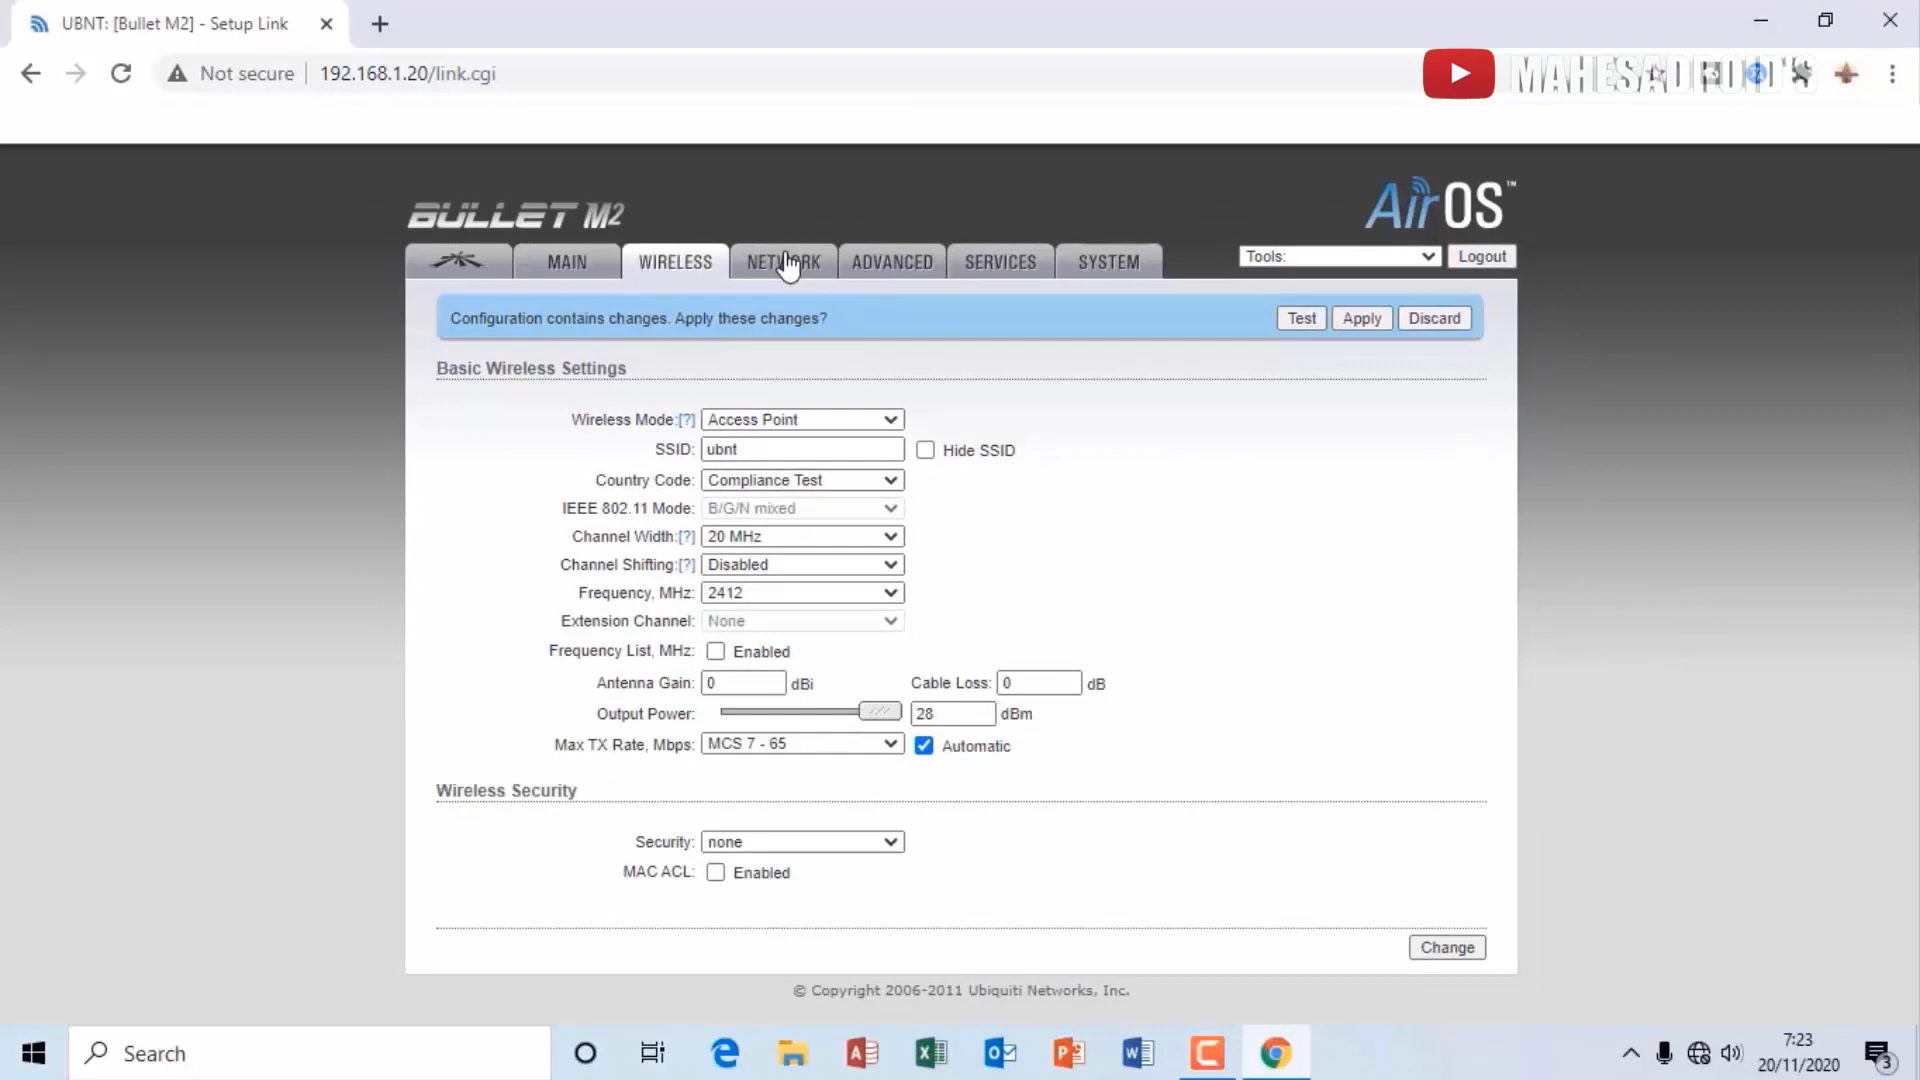 UBNT: [Bullet M2] - Setup Link
Not secure 192.168.1.20/link.cgi
MAHESADROID'S
BULLET M2
AirOS™
MAIN WIRELESS NETWORK ADVANCED SERVICES SYSTEM Tools: Logout
Configuration contains changes. Apply these changes? Test Apply Discard
Basic Wireless Settings
Wireless Mode:[?] Access Point
SSID: ubnt Hide SSID
Country Code: Compliance Test
IEEE 802.11 Mode: B/G/N mixed
Channel Width:[?] 20 MHz
Channel Shifting:[?] Disabled
Frequency, MHz: 2412
Extension Channel: None
Frequency List, MHz: Enabled
Antenna Gain: 0 dBi Cable Loss: 0 dB
Output Power: 28 dBm
Max TX Rate, Mbps: MCS 7 - 65 Automatic
Wireless Security
Security: none
MAC ACL: Enabled
Change
© Copyright 2006-2011 Ubiquiti Networks, Inc.
Search
7:23
20/11/2020
3